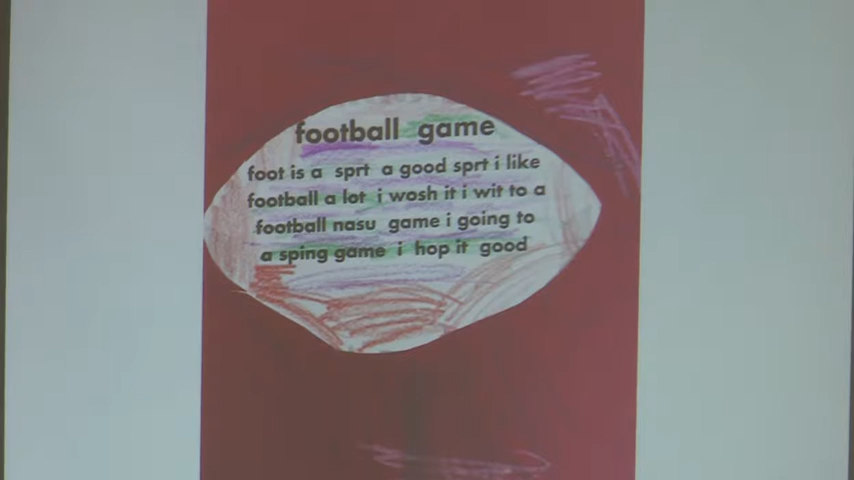 football game
foot is a sprt a good sprt i like
football a lot i wosh it i wit to a
football nasu game i going to
a sping game i hop it good